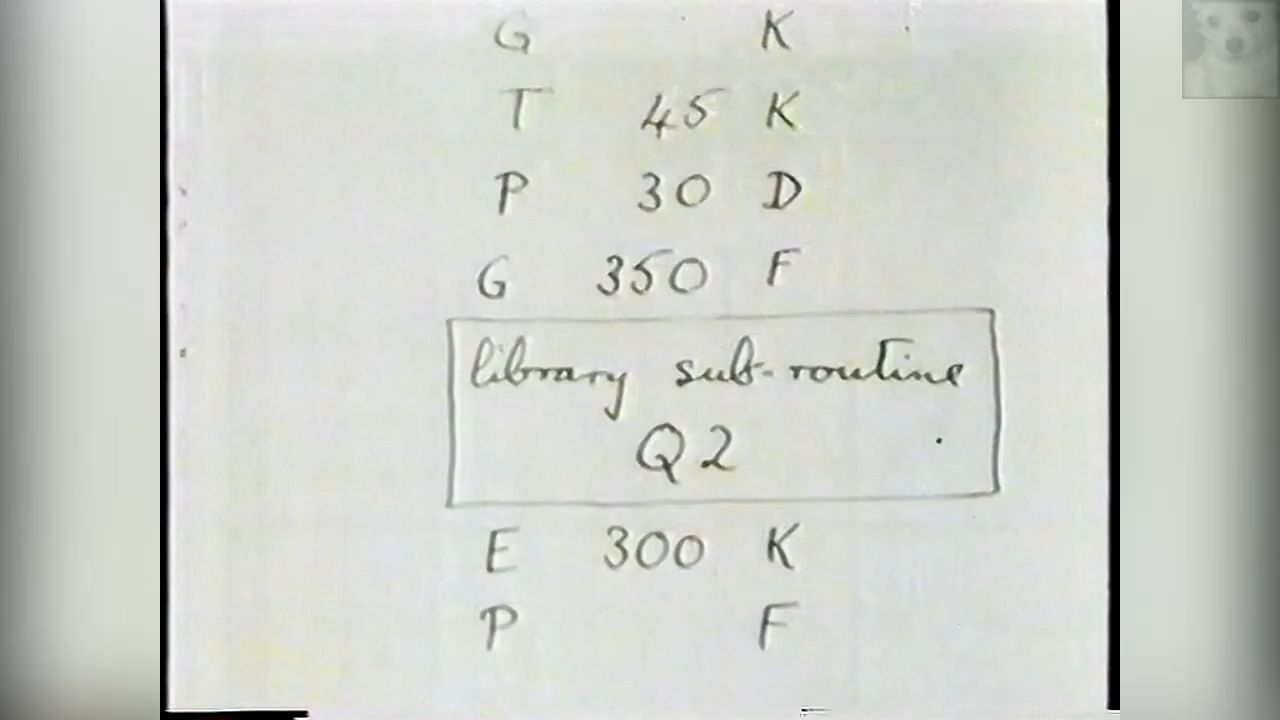 G K
T 45 K
P 30 D
G 350 F
library sub-routine
Q2
E 300 K
P F